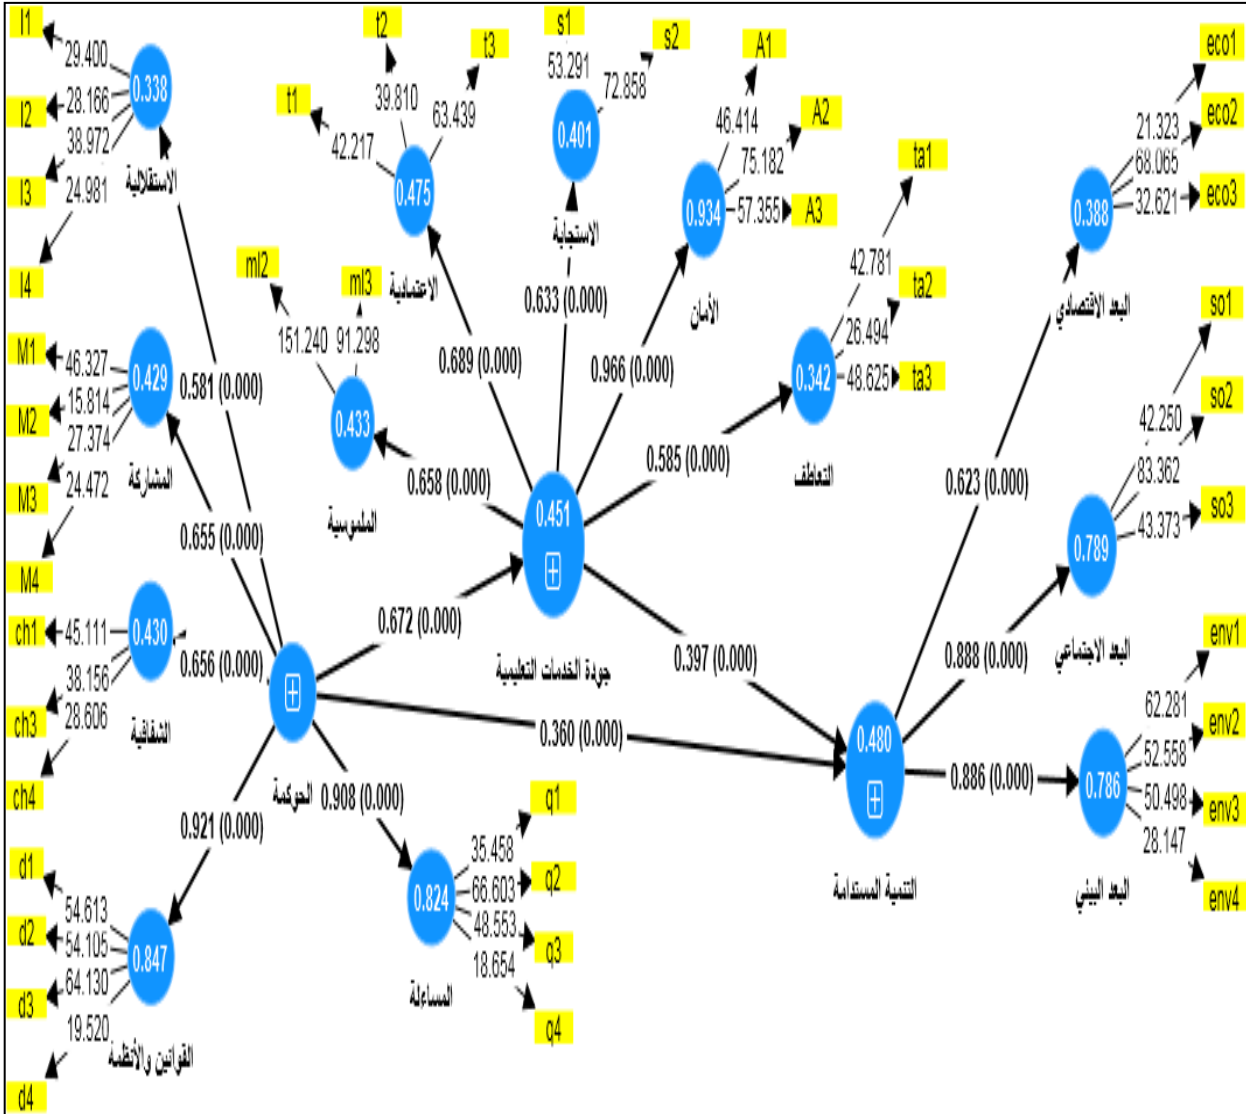 I1
29.400
I2
28.166
I3
38.972
I4
24.981
0.338
الاستقلالية
0.581 (0.000)
M1
46.327
M2
15.814
M3
27.374
M4
24.472
0.429
المشاركة
0.655 (0.000)
ch1
45.111
ch3
38.156
ch4
28.606
0.430
الشفافية
0.656 (0.000)
d1
54.613
d2
54.105
d3
64.130
d4
19.520
0.847
القوانين والأنظمة
0.921 (0.000)
الحوكمة
0.908 (0.000)
0.824
المساءلة
q1
35.458
q2
66.603
q3
48.553
q4
18.654
0.672 (0.000)
0.360 (0.000)
ml2
151.240
ml3
91.298
0.433
الملموسية
0.658 (0.000)
t1
42.217
t2
39.810
t3
63.439
0.475
الاعتمادية
0.689 (0.000)
s1
53.291
s2
72.858
0.401
الاستجابة
0.633 (0.000)
A1
46.414
A2
75.182
A3
57.355
0.934
الأمان
0.966 (0.000)
ta1
42.781
ta2
26.494
ta3
48.625
0.342
التعاطف
0.585 (0.000)
0.451
جودة الخدمات التعليمية
0.397 (0.000)
0.480
التنمية المستدامة
0.623 (0.000)
0.388
البعد الاقتصادي
eco1
21.323
eco2
68.065
eco3
32.621
0.888 (0.000)
0.789
البعد الاجتماعي
so1
42.250
so2
83.362
so3
43.373
0.886 (0.000)
0.786
البعد البيئي
env1
62.281
env2
52.558
env3
50.498
env4
28.147